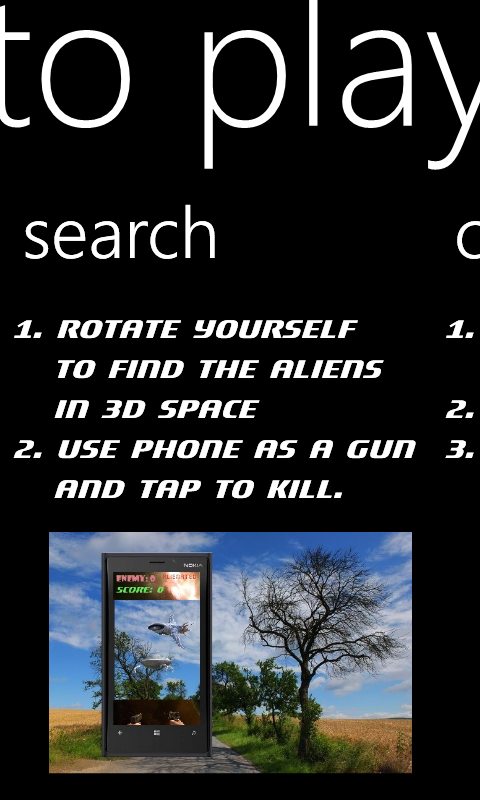 to play
search
1. ROTATE YOURSELF
TO FIND THE ALIENS
IN 3D SPACE
2. USE PHONE AS A GUN
AND TAP TO KILL.
1.
2.
3.
NOKIA
ENEMY: 0 ALIENATED
SCORE: 0